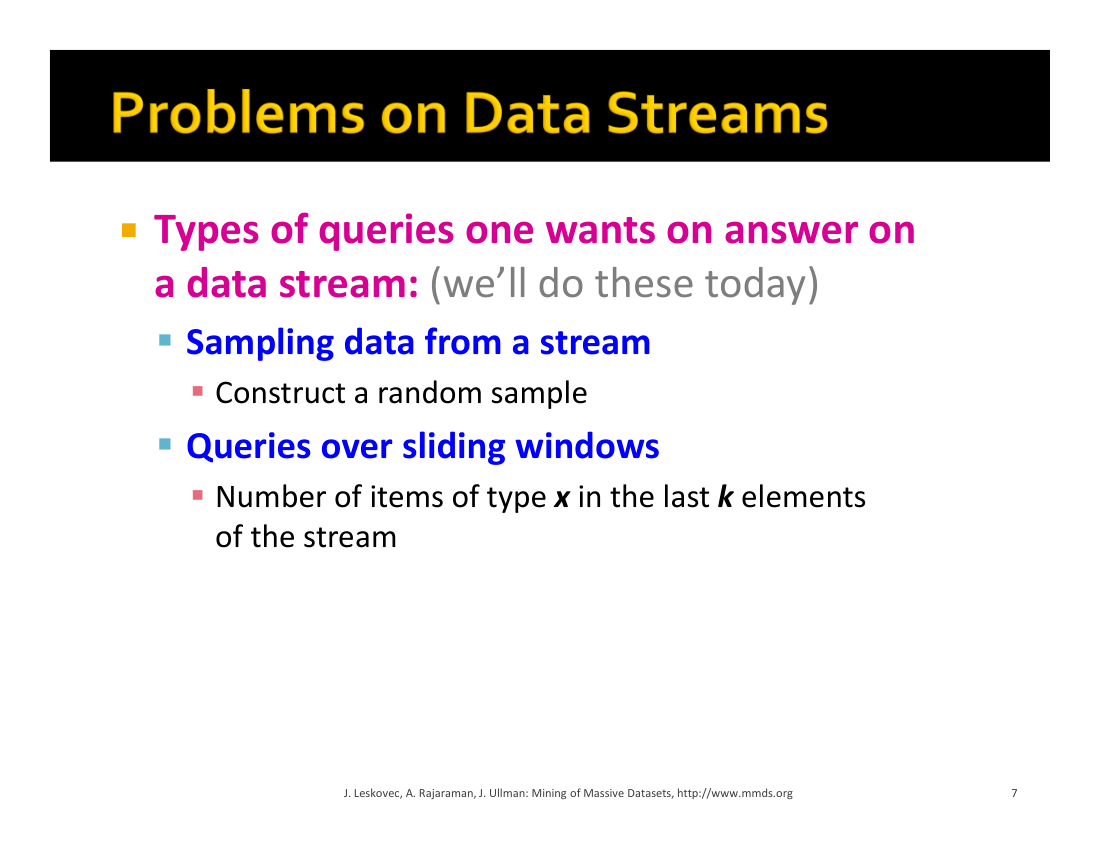 Problems on Data Streams
Types of queries one wants on answer on
a data stream: (we’ll do these today)
Sampling data from a stream
Construct a random sample
Queries over sliding windows
Number of items of type x in the last k elements
of the stream
J. Leskovec, A. Rajaraman, J. Ullman: Mining of Massive Datasets, http://www.mmds.org
7